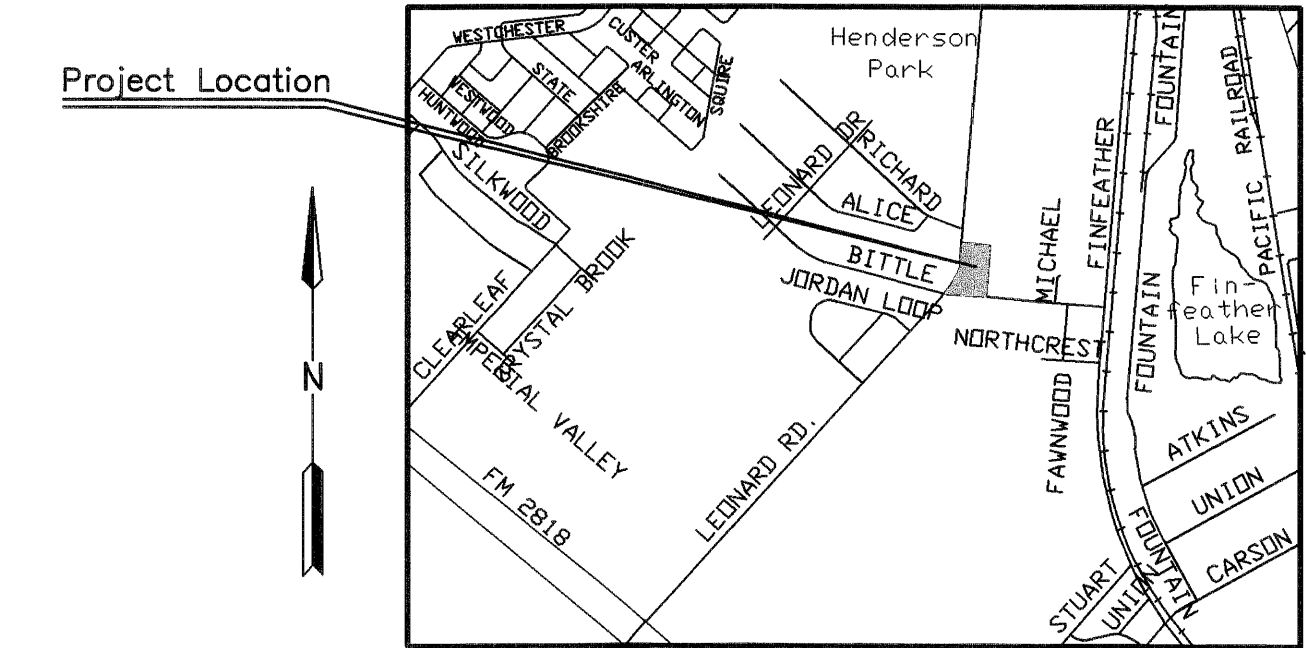 Project Location
N
WESTCHESTER
CUSTER
ARLINGTON
SQUIRE
STATE
WESTWOOD
HUNTWOOD
BROOKSHIRE
SILKWOOD
Henderson
Park
LEONARD DR
RICHARD
ALICE
BITTLE
JORDAN LOOP
MICHAEL
FINFEATHER
FOUNTAIN
RAILROAD
PACIFIC
FOUNTAIN
Fin-
feather
Lake
NORTHCREST
FAWNWOOD
CLEARLEAF
CRYSTAL BROOK
IMPERIAL VALLEY
FM 2818
LEONARD RD.
ATKINS
UNION
CARSON
FOUNTAIN
STUART
UNION